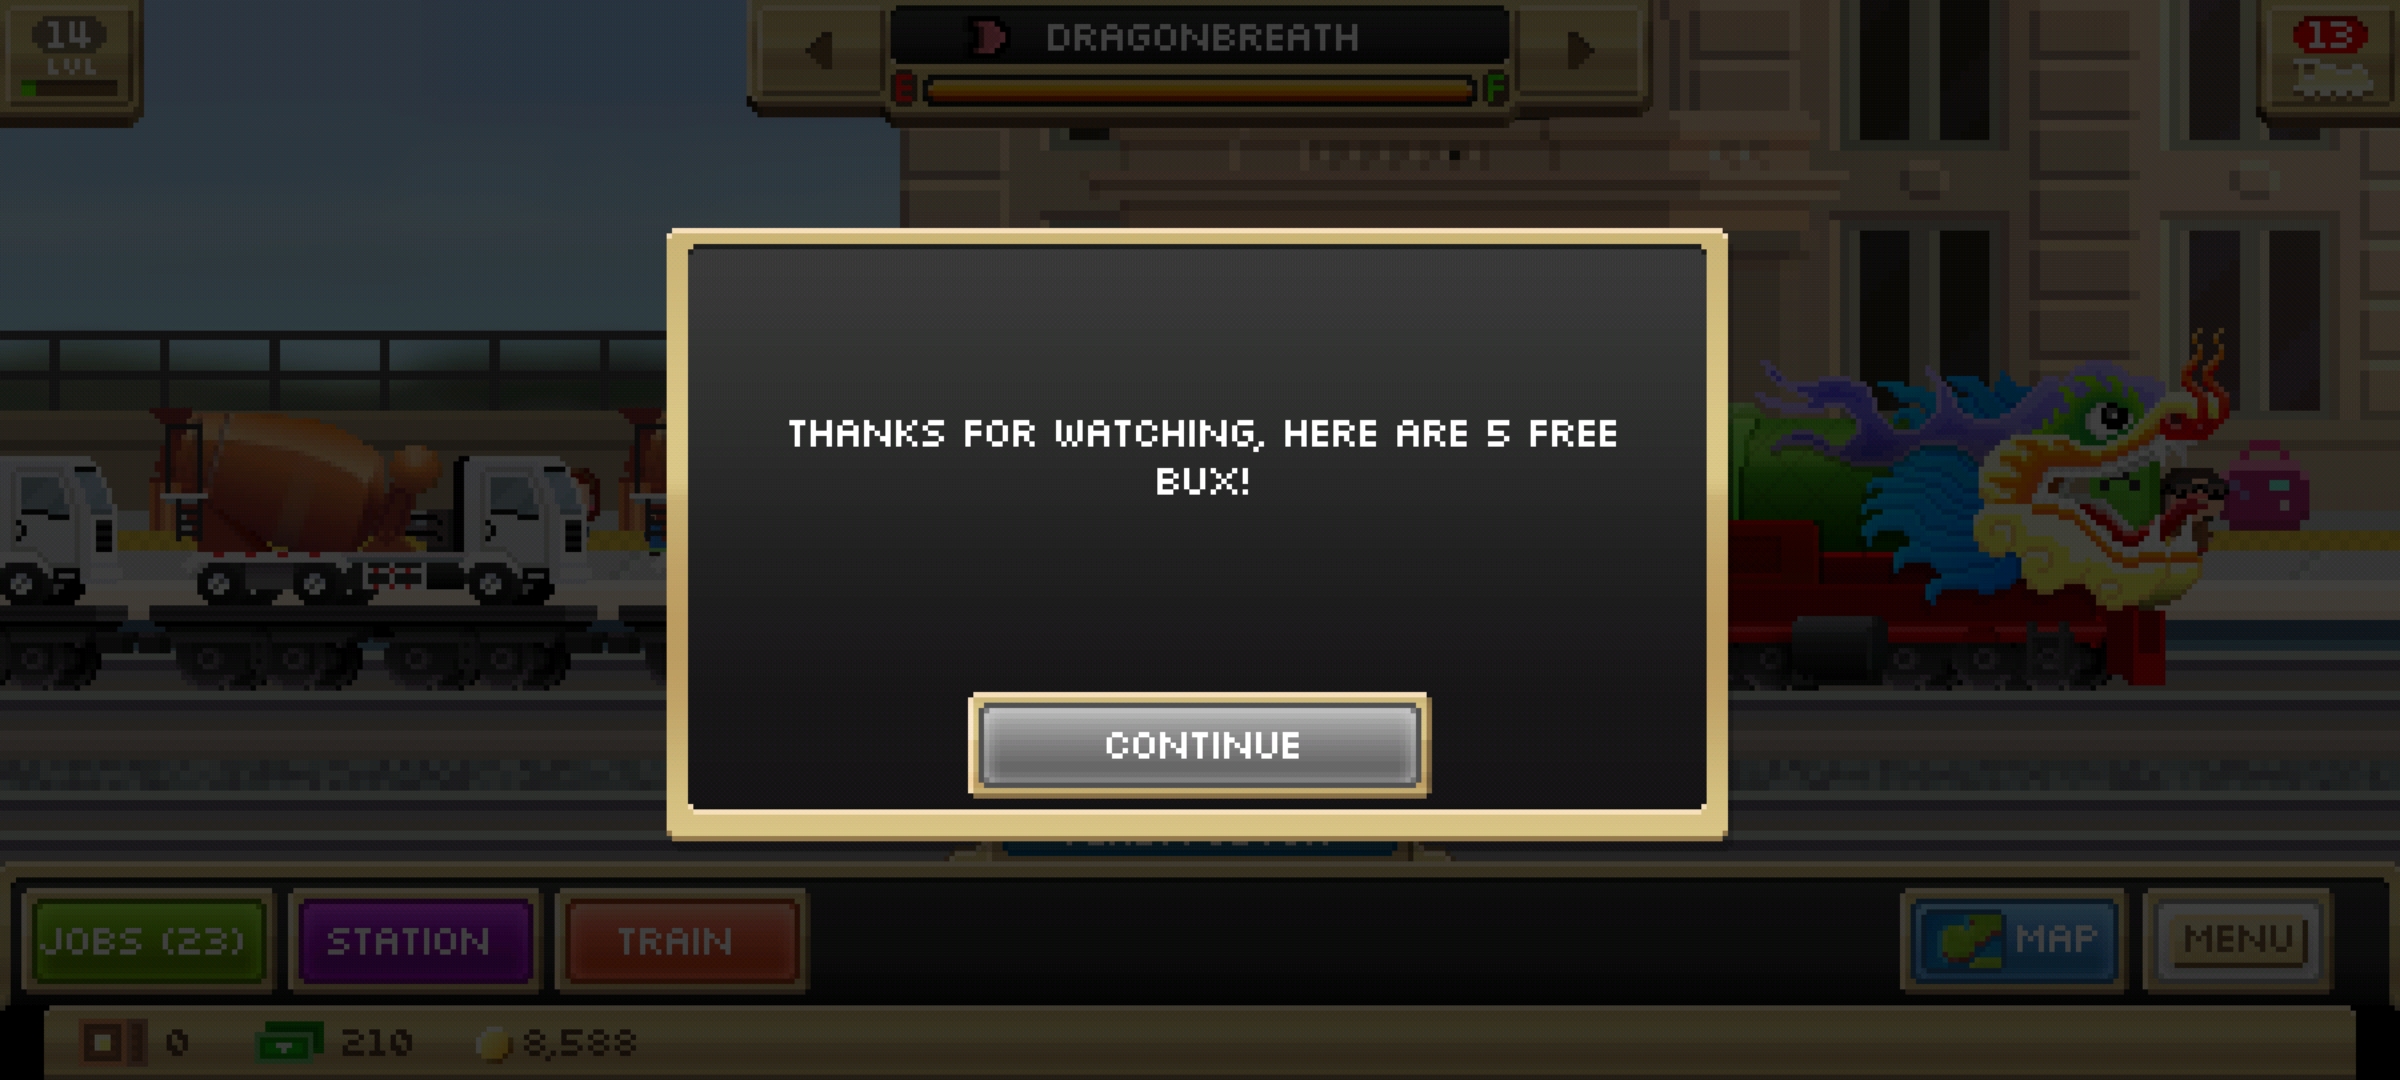 14
LVL
DRAGONBREATH
E
F
13
THANKS FOR WATCHING, HERE ARE 5 FREE
BUX!
CONTINUE
JOBS (23)
STATION
TRAIN
MAP
MENU
0
210
8,588